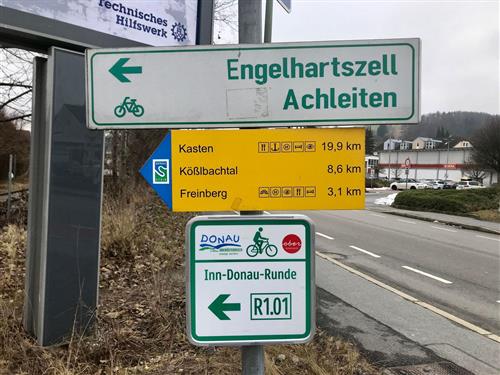 Technisches
Hilfswerk
Engelhartszell
Achleiten
Kasten 19,9 km
Kößlbachtal 8,6 km
Freinberg 3,1 km
DONAU
ober
Inn-Donau-Runde
R1.01